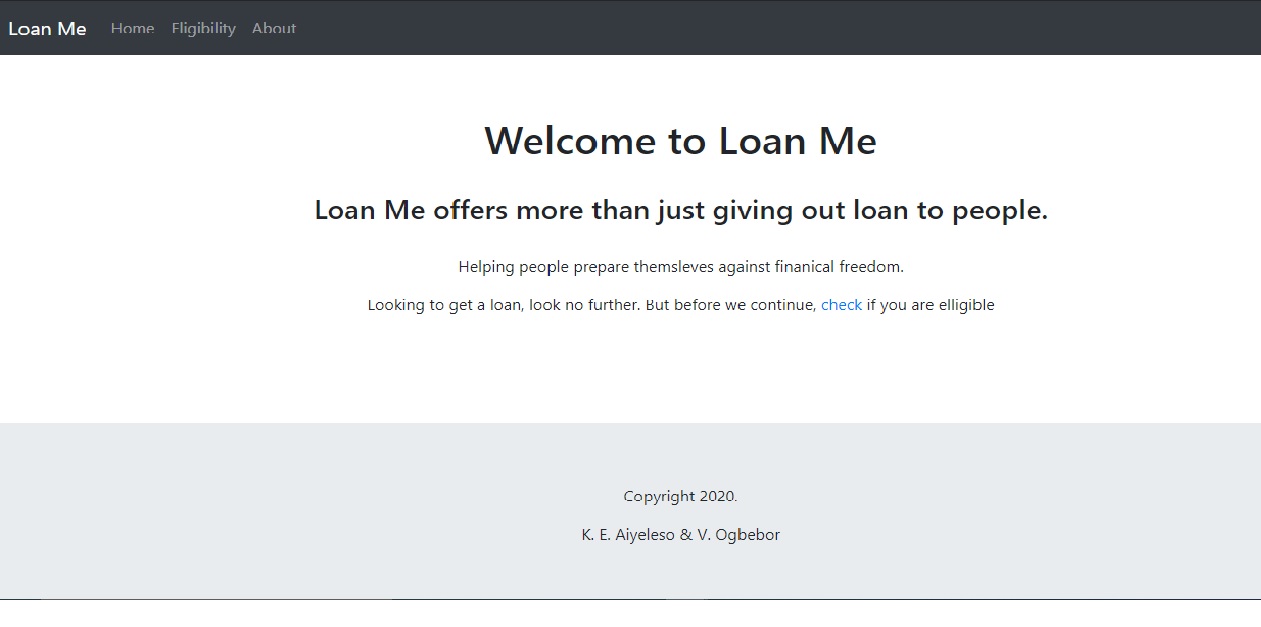 Loan Me Home Eligibility About
Welcome to Loan Me
Loan Me offers more than just giving out loan to people.
Helping people prepare themsleves against finanical freedom.
Looking to get a loan, look no further. But before we continue, check if you are elligible
Copyright 2020.
K. E. Aiyeleso & V. Ogbebor